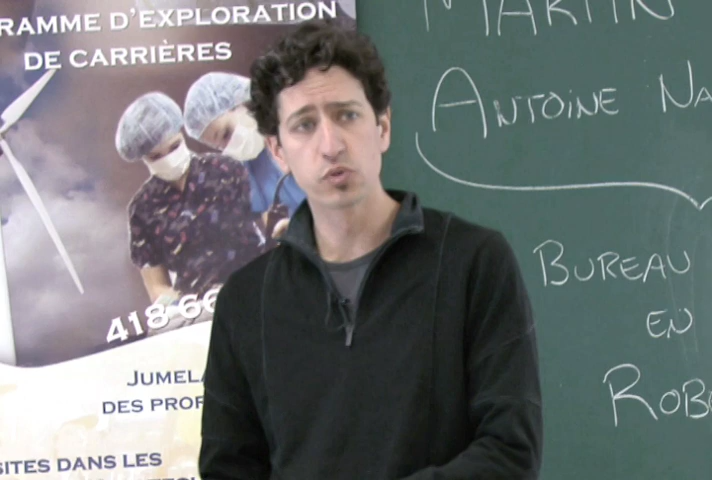 RAMME D'EXPLORATION
DE CARRIÈRES
418 66
JUMELA
DES PROF
SITES DANS LES
MARTIN
ANTOINE NA
BUREAU
EN
ROBO